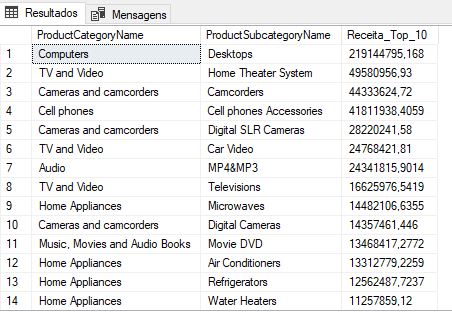 Resultados Mensagens
ProductCategoryName ProductSubcategoryName Receita_Top_10
1 Computers Desktops 219144795,168
2 TV and Video Home Theater System 49580956,93
3 Cameras and camcorders Camcorders 44333624,72
4 Cell phones Cell phones Accessories 41811938,4059
5 Cameras and camcorders Digital SLR Cameras 28220241,58
6 TV and Video Car Video 24768421,81
7 Audio MP4&MP3 24341815,9014
8 TV and Video Televisions 16625976,5419
9 Home Appliances Microwaves 14482106,6355
10 Cameras and camcorders Digital Cameras 14357461,446
11 Music, Movies and Audio Books Movie DVD 13468417,2772
12 Home Appliances Air Conditioners 13312779,2259
13 Home Appliances Refrigerators 12562487,7237
14 Home Appliances Water Heaters 11257859,12